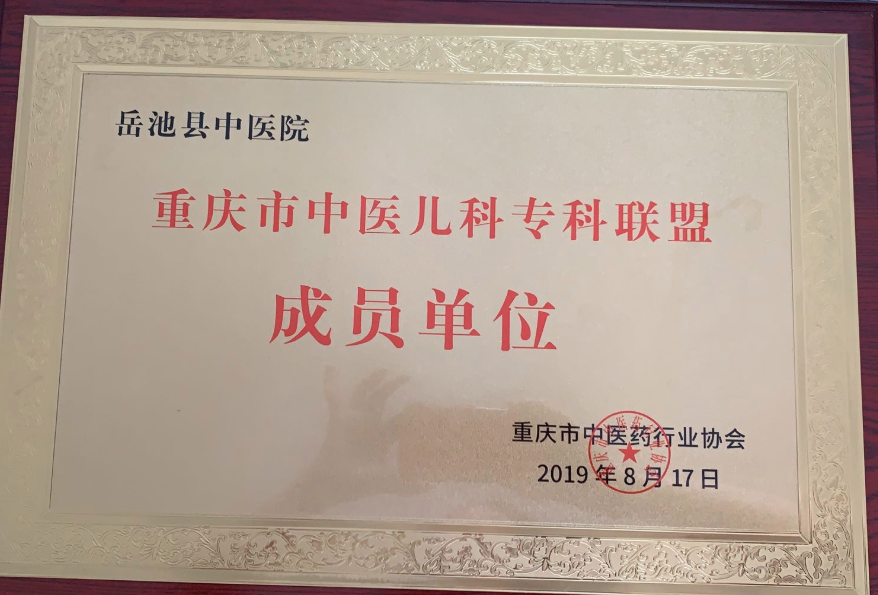 岳池县中医院
重庆市中医儿科专科联盟
成员单位
重庆市中医药行业协会
2019年8月17日